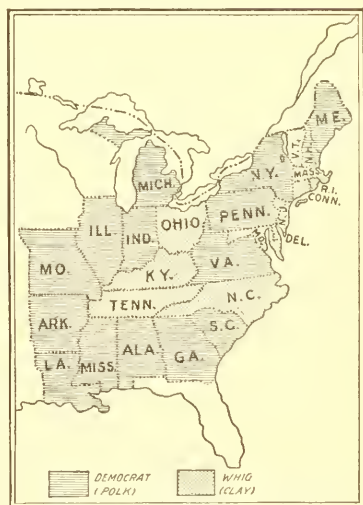 ME.
V.T.
N.H.
MASS.
R.I.
CONN.
N.Y.
MICH.
PENN.
N.J.
OHIO
ILL.
IND.
MD.
DEL.
VA.
MO.
KY.
N.C.
TENN.
ARK.
S.C.
LA.
MISS.
ALA.
GA.
DEMOCRAT
(POLK)
WHIG
(CLAY)